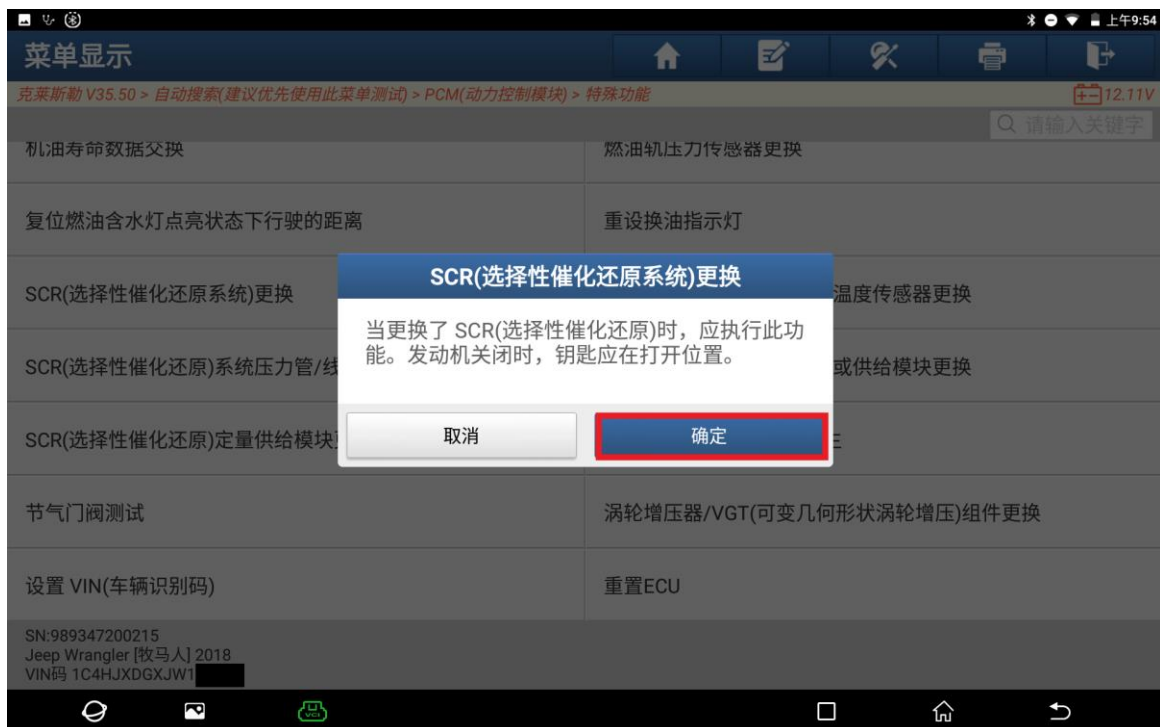 上午9:54
菜单显示
克莱斯勒 V35.50 > 自动搜索(建议优先使用此菜单测试) > PCM(动力控制模块) > 特殊功能
12.11V
请输入关键字
机油寿命数据交换
燃油轨压力传感器更换
复位燃油含水灯点亮状态下行驶的距离
重设换油指示灯
SCR(选择性催化还原系统)更换
SCR(选择性催化还原系统)更换
温度传感器更换
当更换了 SCR(选择性催化还原)时，应执行此功
能。发动机关闭时，钥匙应在打开位置。
SCR(选择性催化还原)系统压力管/线
或供给模块更换
取消
确定
SCR(选择性催化还原)定量供给模块
节气门阀测试
涡轮增压器/VGT(可变几何形状涡轮增压)组件更换
设置 VIN(车辆识别码)
重置ECU
SN:989347200215
Jeep Wrangler [牧马人] 2018
VIN码 1C4HJXDGXJW1
VCI